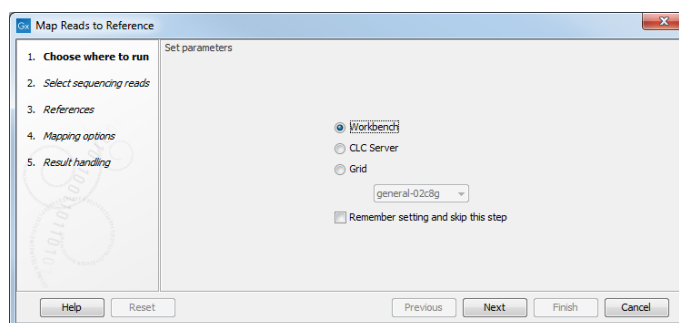 Gx Map Reads to Reference
1. Choose where to run
2. Select sequencing reads
3. References
4. Mapping options
5. Result handling
Set parameters
Workbench
CLC Server
Grid
general-02c8g
Remember setting and skip this step
Help
Reset
Previous
Next
Finish
Cancel